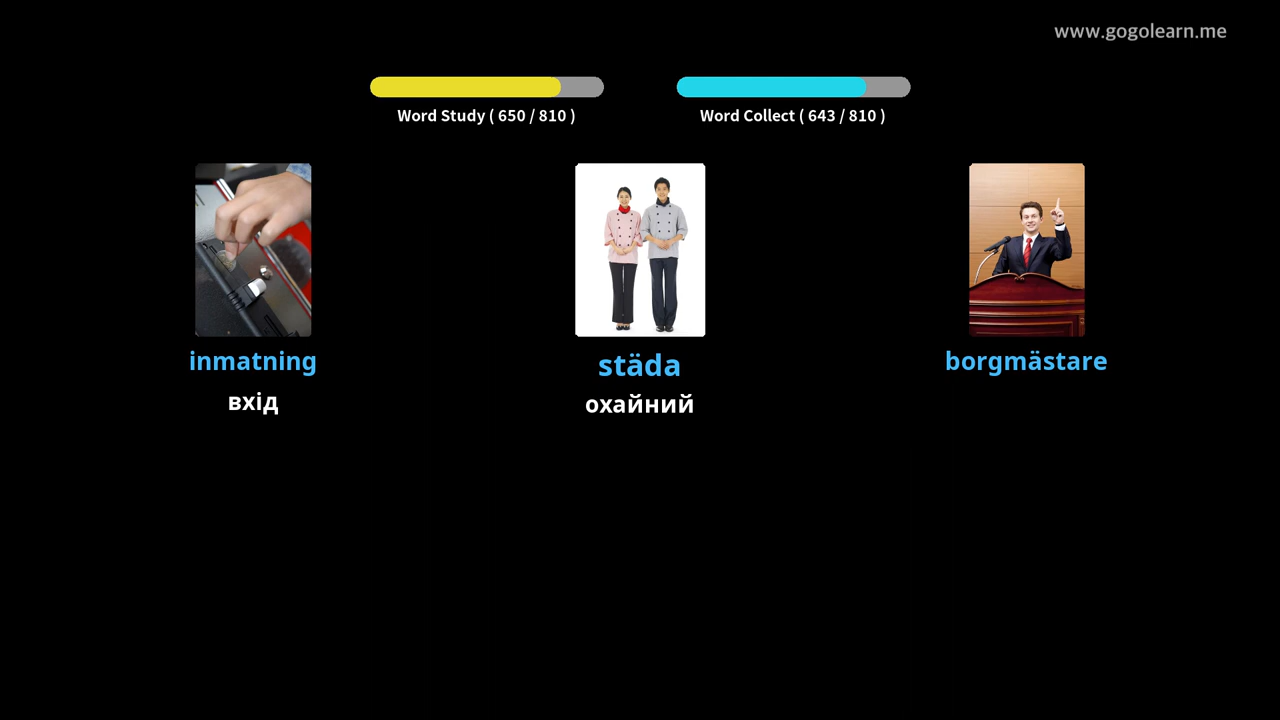 www.gogolearn.me
Word Study ( 650 / 810 )
Word Collect ( 643 / 810 )
inmatning
städa
borgmästare
вхід
охайний